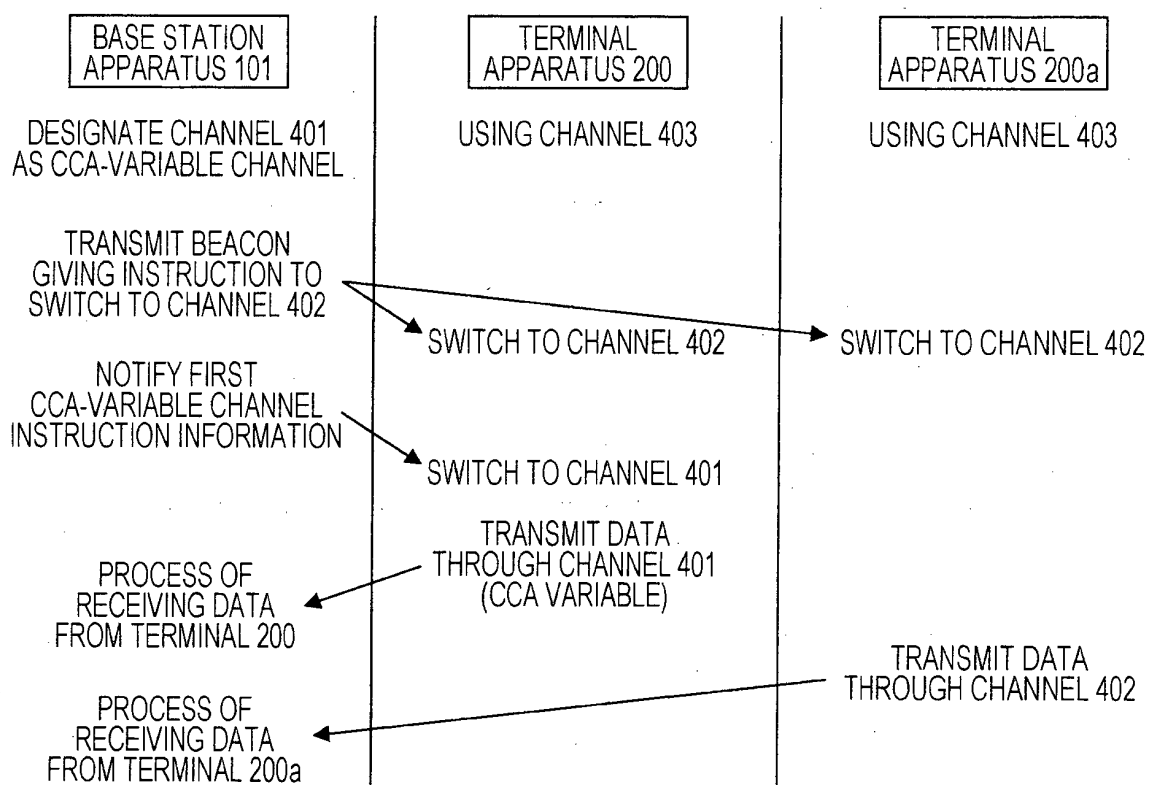 BASE STATION
APPARATUS 101
TERMINAL
APPARATUS 200
TERMINAL
APPARATUS 200a
DESIGNATE CHANNEL 401
AS CCA-VARIABLE CHANNEL
USING CHANNEL 403
USING CHANNEL 403
TRANSMIT BEACON
GIVING INSTRUCTION TO
SWITCH TO CHANNEL 402
SWITCH TO CHANNEL 402
SWITCH TO CHANNEL 402
NOTIFY FIRST
CCA-VARIABLE CHANNEL
INSTRUCTION INFORMATION
SWITCH TO CHANNEL 401
TRANSMIT DATA
THROUGH CHANNEL 401
(CCA VARIABLE)
PROCESS OF
RECEIVING DATA
FROM TERMINAL 200
TRANSMIT DATA
THROUGH CHANNEL 402
PROCESS OF
RECEIVING DATA
FROM TERMINAL 200a